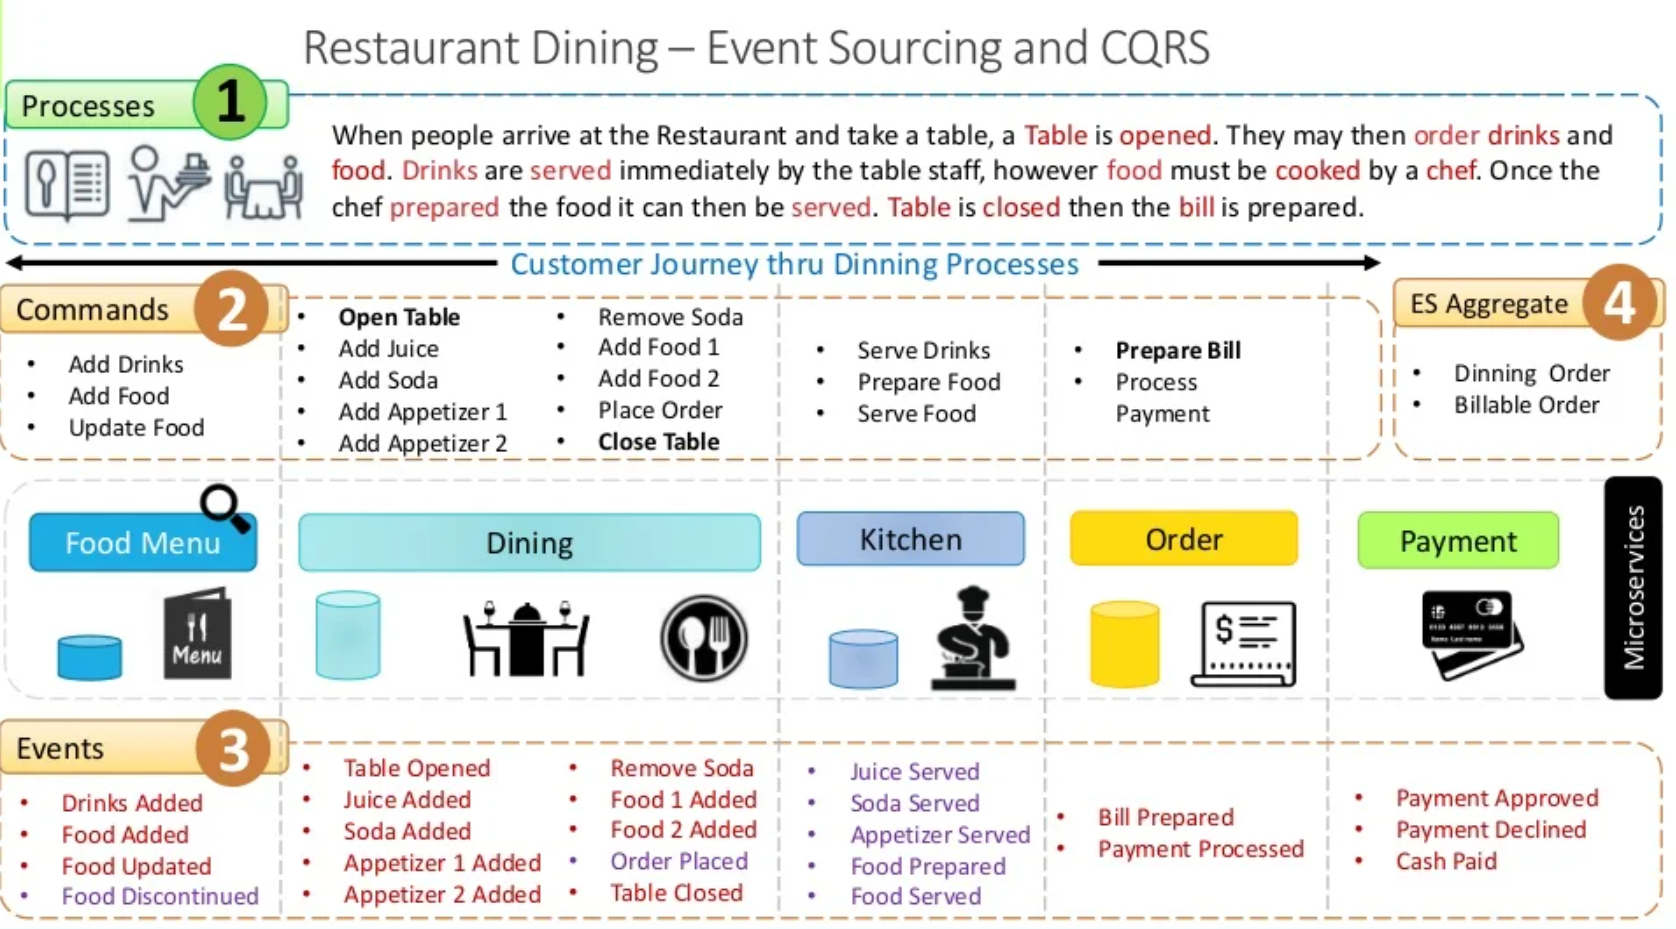 Restaurant Dining – Event Sourcing and CQRS
Processes
1
When people arrive at the Restaurant and take a table, a Table is opened. They may then order drinks and
food. Drinks are served immediately by the table staff, however food must be cooked by a chef. Once the
chef prepared the food it can then be served. Table is closed then the bill is prepared.
Customer Journey thru Dinning Processes
Commands
2
• Add Drinks
• Add Food
• Update Food
• Open Table
• Add Juice
• Add Soda
• Add Appetizer 1
• Add Appetizer 2
• Remove Soda
• Add Food 1
• Add Food 2
• Place Order
• Close Table
• Serve Drinks
• Prepare Food
• Serve Food
• Prepare Bill
• Process
Payment
ES Aggregate
4
• Dinning Order
• Billable Order
Food Menu
Menu
Dining
Kitchen
Order
$
Payment
Microservices
Events
3
• Drinks Added
• Food Added
• Food Updated
• Food Discontinued
• Table Opened
• Juice Added
• Soda Added
• Appetizer 1 Added
• Appetizer 2 Added
• Remove Soda
• Food 1 Added
• Food 2 Added
• Order Placed
• Table Closed
• Juice Served
• Soda Served
• Appetizer Served
• Food Prepared
• Food Served
• Bill Prepared
• Payment Processed
• Payment Approved
• Payment Declined
• Cash Paid